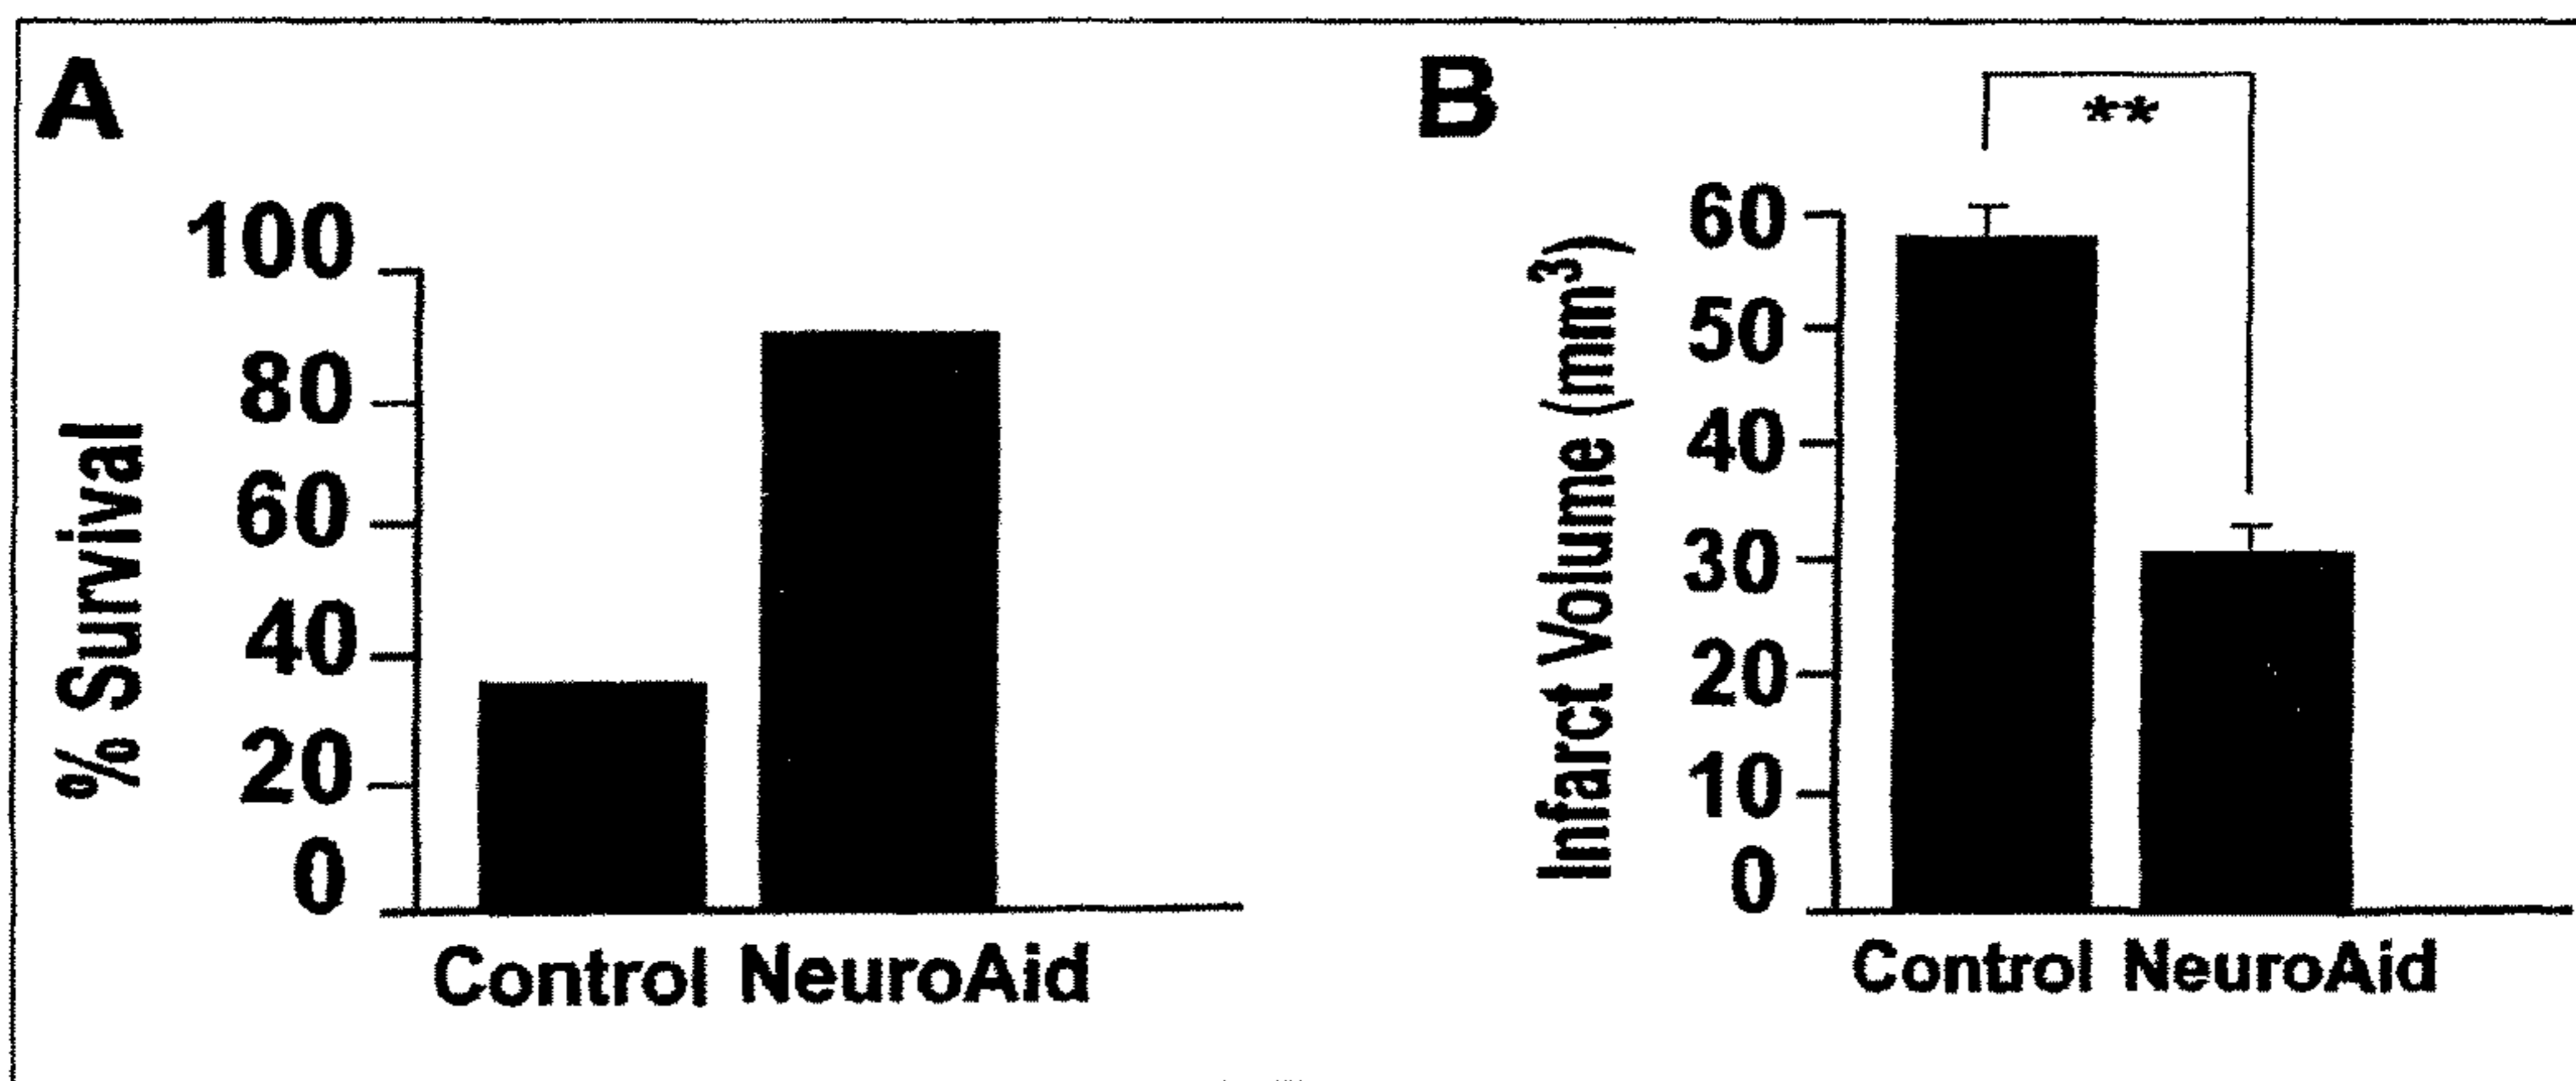 A
% Survival
100
80
60
40
20
0
Control NeuroAid
B
**
Infarct Volume (mm³)
60
50
40
30
20
10
0
Control NeuroAid